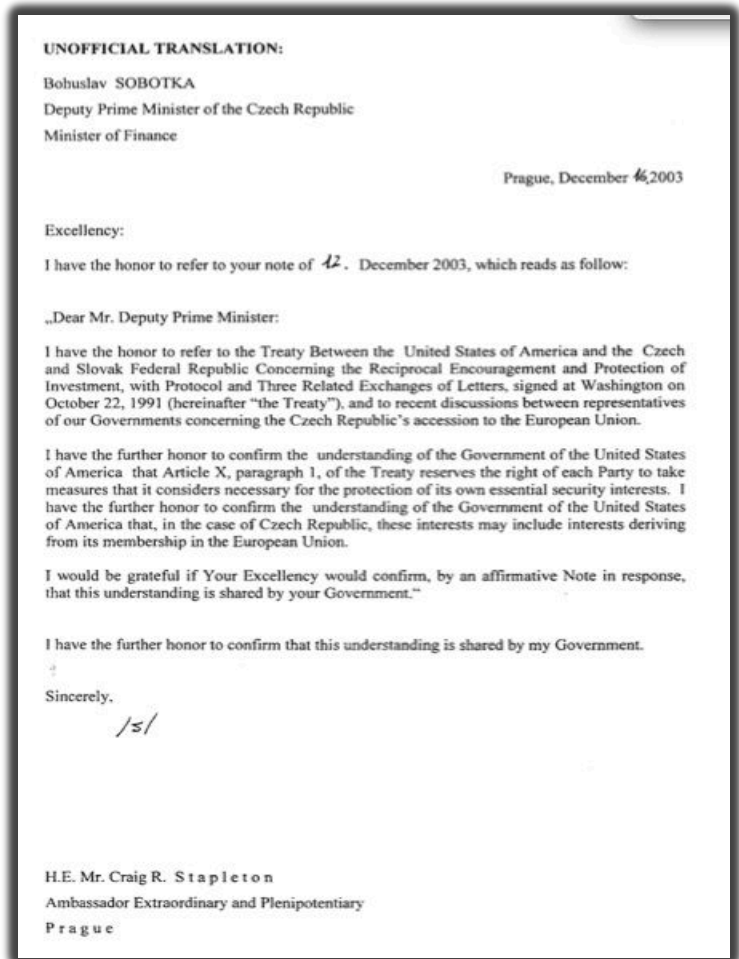 UNOFFICIAL TRANSLATION:
Bohuslav SOBOTKA
Deputy Prime Minister of the Czech Republic
Minister of Finance
Prague, December 16,2003
Excellency:
I have the honor to refer to your note of 12. December 2003, which reads as follow:
„Dear Mr. Deputy Prime Minister:
I have the honor to refer to the Treaty Between the United States of America and the Czech
and Slovak Federal Republic Concerning the Reciprocal Encouragement and Protection of
Investment, with Protocol and Three Related Exchanges of Letters, signed at Washington on
October 22, 1991 (hereinafter “the Treaty”), and to recent discussions between representatives
of our Governments concerning the Czech Republic's accession to the European Union.
I have the further honor to confirm the understanding of the Government of the United States
of America that Article X, paragraph 1, of the Treaty reserves the right of each Party to take
measures that it considers necessary for the protection of its own essential security interests. I
have the further honor to confirm the understanding of the Government of the United States
of America that, in the case of Czech Republic, these interests may include interests deriving
from its membership in the European Union.
I would be grateful if Your Excellency would confirm, by an affirmative Note in response,
that this understanding is shared by your Government.“
I have the further honor to confirm that this understanding is shared by my Government.
Sincerely,
/s/
H.E. Mr. Craig R. Stapleton
Ambassador Extraordinary and Plenipotentiary
Prague